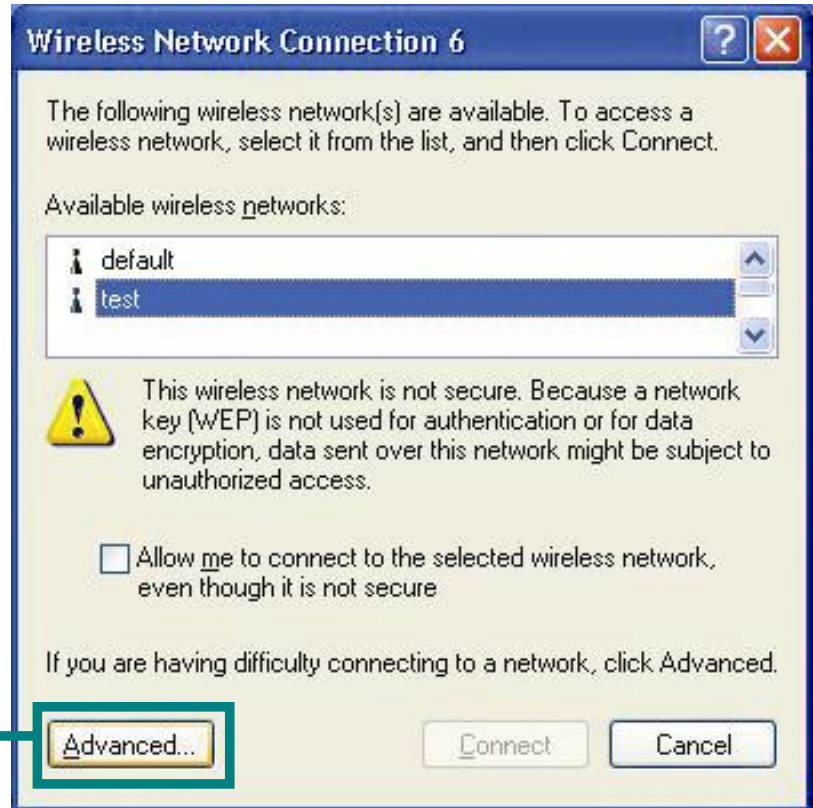 Wireless Network Connection 6
The following wireless network(s) are available. To access a
wireless network, select it from the list, and then click Connect.
Available wireless networks:
default
test
This wireless network is not secure. Because a network
key (WEP) is not used for authentication or for data
encryption, data sent over this network might be subject to
unauthorized access.
Allow me to connect to the selected wireless network,
even though it is not secure
If you are having difficulty connecting to a network, click Advanced.
Advanced... Connect Cancel